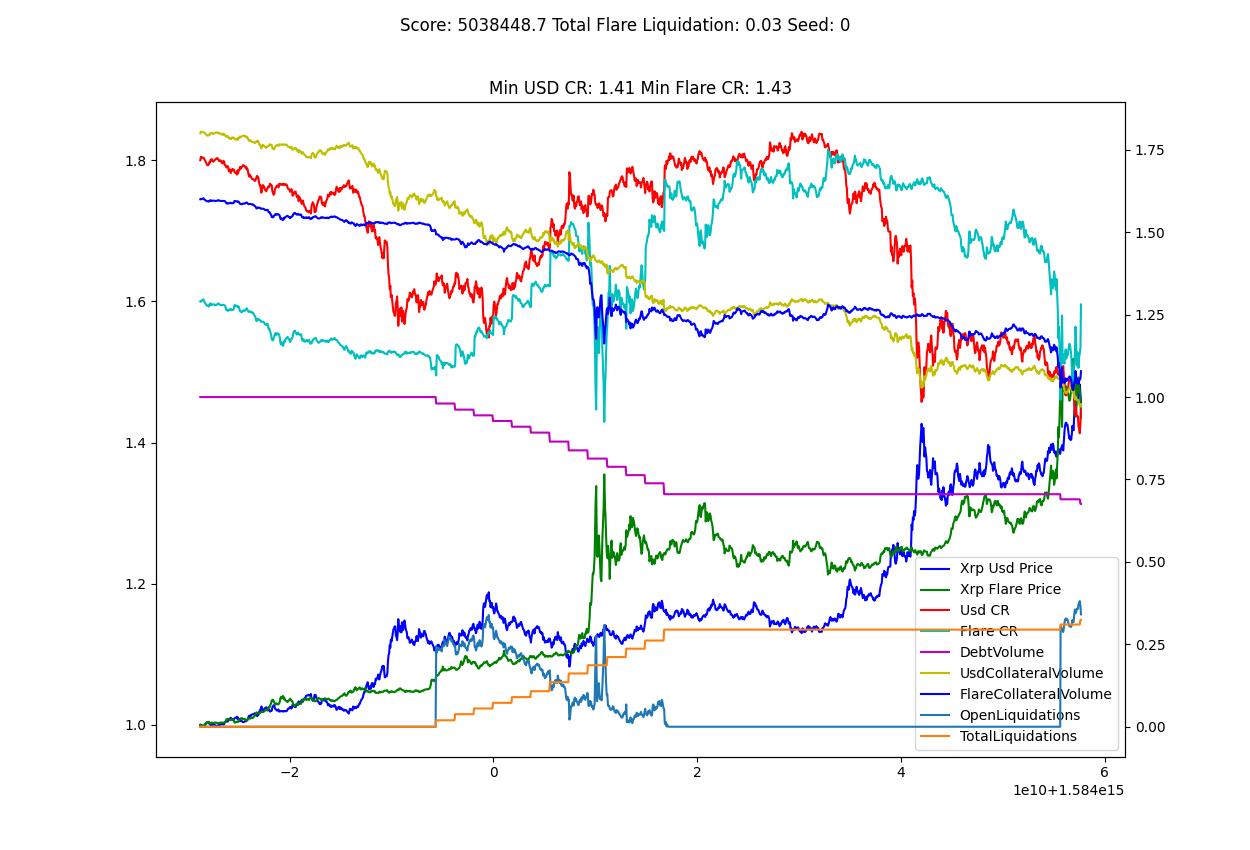 Score: 5038448.7 Total Flare Liquidation: 0.03 Seed: 0
Min USD CR: 1.41 Min Flare CR: 1.43
1.8
1.6
1.4
1.2
1.0
1.75
1.50
1.25
1.00
0.75
0.50
0.25
0.00
Xrp Usd Price
Xrp Flare Price
Usd CR
Flare CR
DebtVolume
UsdCollateralVolume
FlareCollateralVolume
OpenLiquidations
TotalLiquidations
−2 0 2 4 6
1e10+1.584e15